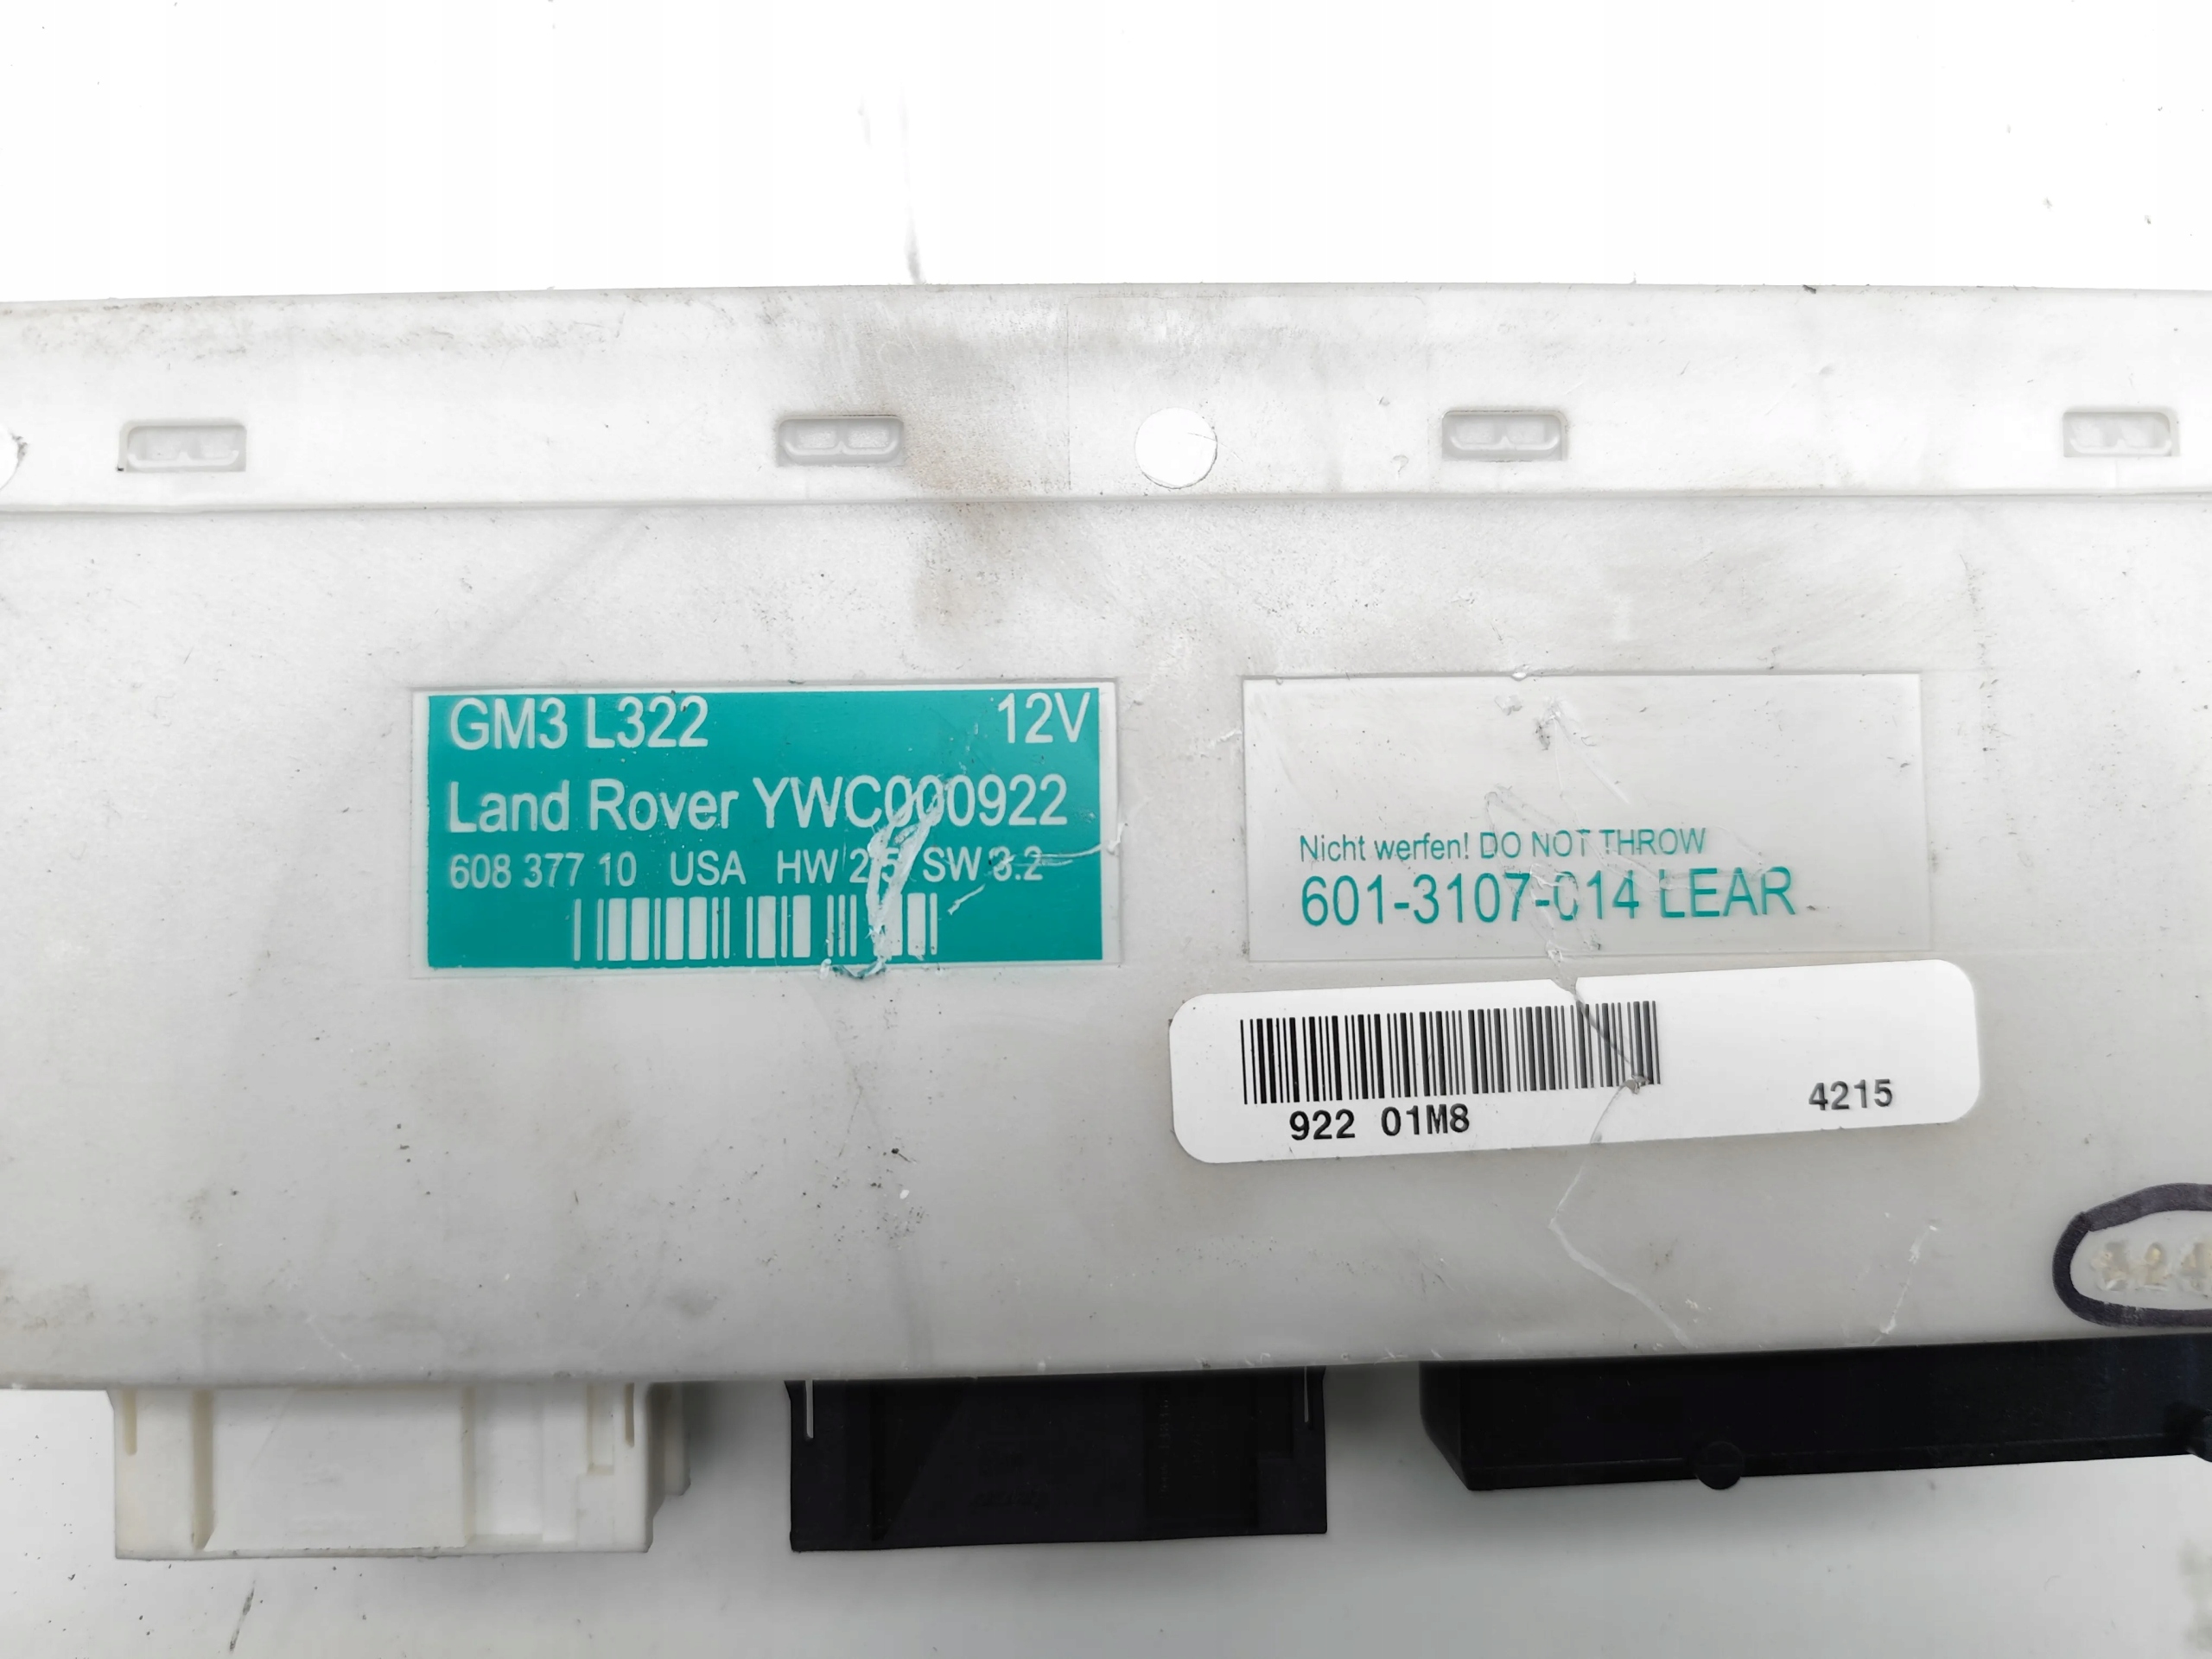 GM3 L322 12V
Land Rover YWC000922
608 377 10 USA HW 2.5 SW 3.2
Nicht werfen! DO NOT THROW
601-3107-014 LEAR
922 01M8 4215